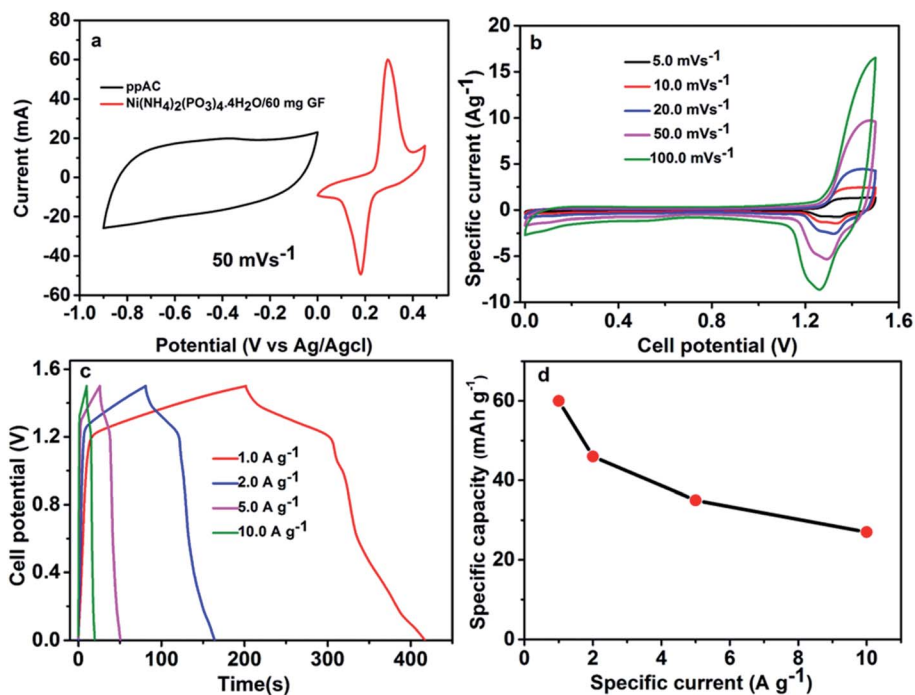 a
60
40
20
0
-20
-40
-60
Current (mA)
ppAC
Ni(NH₄)₂(PO₃)₄.4H₂O/60 mg GF
50 mVs⁻¹
-1.0 -0.8 -0.6 -0.4 -0.2 0.0 0.2 0.4
Potential (V vs Ag/Agcl)
b
20
15
10
5
0
-5
-10
Specific current (Ag⁻¹)
5.0 mVs⁻¹
10.0 mVs⁻¹
20.0 mVs⁻¹
50.0 mVs⁻¹
100.0 mVs⁻¹
0.0 0.4 0.8 1.2 1.6
Cell potential (V)
c
1.6
1.2
0.8
0.4
0.0
Cell potential (V)
1.0 A g⁻¹
2.0 A g⁻¹
5.0 A g⁻¹
10.0 A g⁻¹
0 100 200 300 400
Time(s)
d
60
40
20
0
Specific capacity (mAh g⁻¹)
0 2 4 6 8 10
Specific current (A g⁻¹)